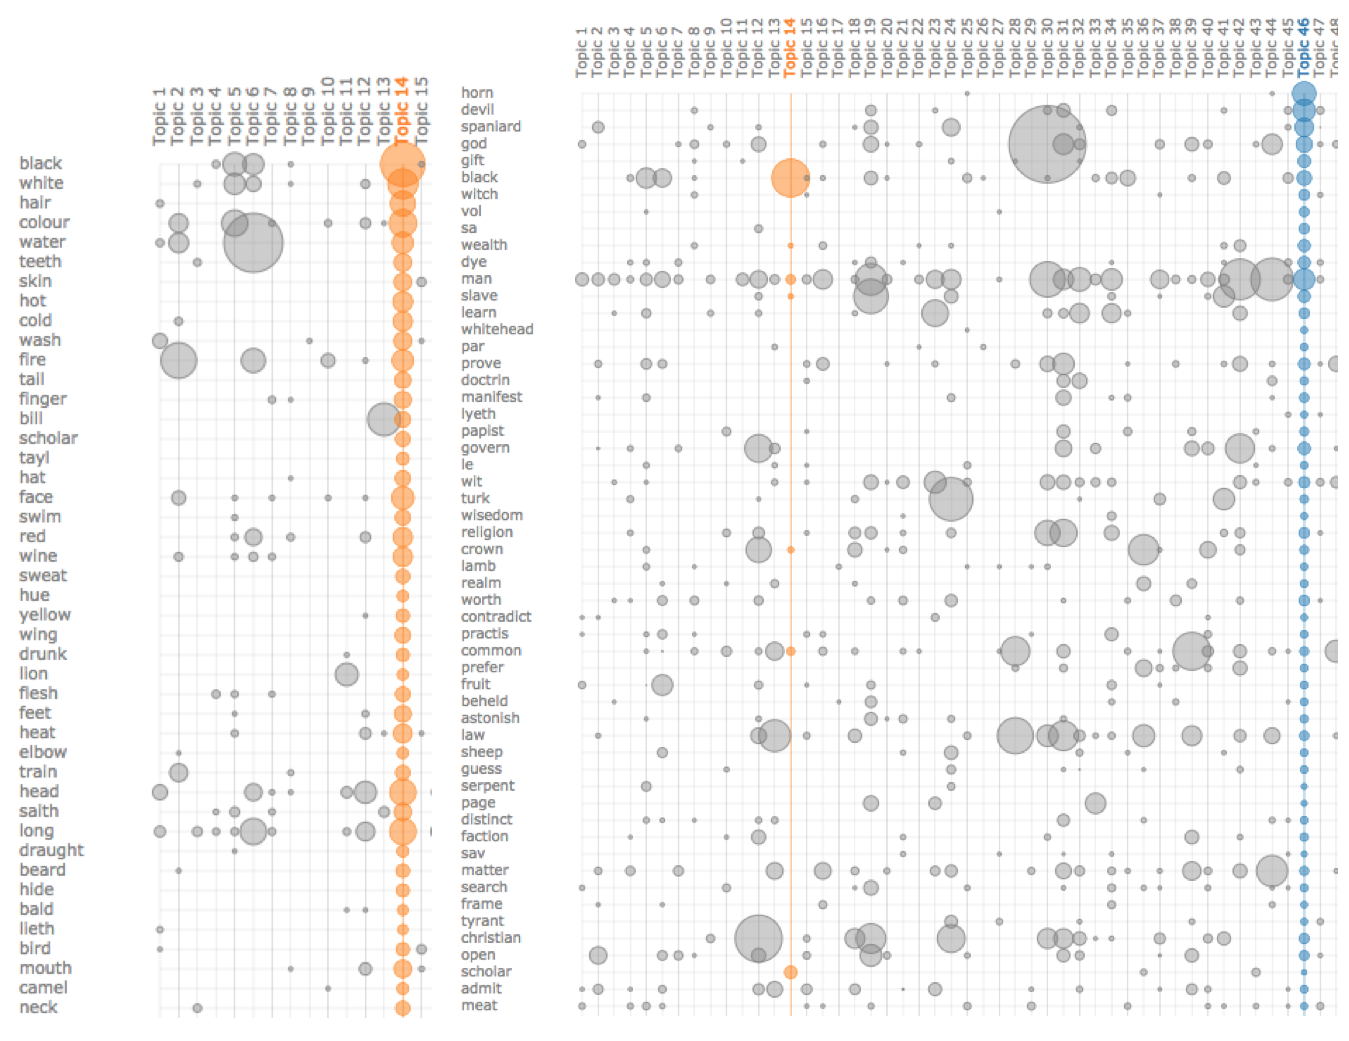 Topic 1
Topic 2
Topic 3
Topic 4
Topic 5
Topic 6
Topic 7
Topic 8
Topic 9
Topic 10
Topic 11
Topic 12
Topic 13
Topic 14
Topic 15
black
white
hair
colour
water
teeth
skin
hot
cold
wash
fire
tail
finger
bill
scholar
tayl
hat
face
swim
red
wine
sweat
hue
yellow
wing
drunk
lion
flesh
feet
heat
elbow
train
head
saith
long
draught
beard
hide
bald
lieth
bird
mouth
camel
neck
Topic 1
Topic 2
Topic 3
Topic 4
Topic 5
Topic 6
Topic 7
Topic 8
Topic 9
Topic 10
Topic 11
Topic 12
Topic 13
Topic 14
Topic 15
Topic 16
Topic 17
Topic 18
Topic 19
Topic 20
Topic 21
Topic 22
Topic 23
Topic 24
Topic 25
Topic 26
Topic 27
Topic 28
Topic 29
Topic 30
Topic 31
Topic 32
Topic 33
Topic 34
Topic 35
Topic 36
Topic 37
Topic 38
Topic 39
Topic 40
Topic 41
Topic 42
Topic 43
Topic 44
Topic 45
Topic 46
Topic 47
Topic 48
horn
devil
spaniard
god
gift
black
witch
vol
sa
wealth
dye
man
slave
learn
whitehead
par
prove
doctrin
manifest
lyeth
papist
govern
le
wit
turk
wisedom
religion
crown
lamb
realm
worth
contradict
practis
common
prefer
fruit
beheld
astonish
law
sheep
guess
serpent
page
distinct
faction
sav
matter
search
frame
tyrant
christian
open
scholar
admit
meat